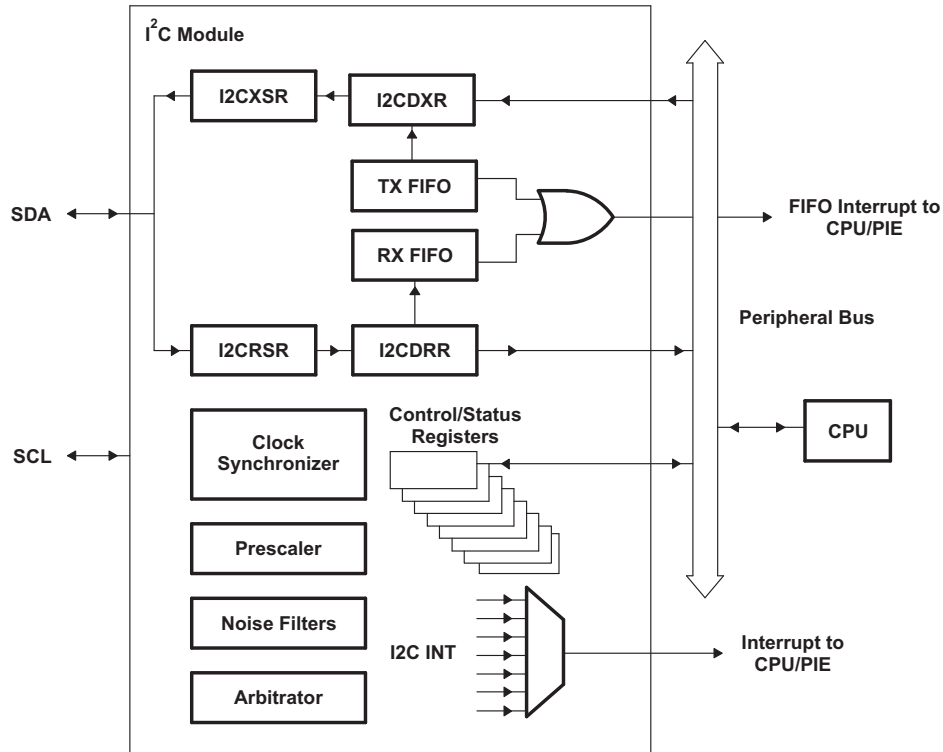 I²C Module
I2CXSR
I2CDXR
TX FIFO
SDA
FIFO Interrupt to
CPU/PIE
RX FIFO
Peripheral Bus
I2CRSR
I2CDRR
Control/Status
Registers
CPU
Clock
Synchronizer
SCL
Prescaler
Noise Filters
I2C INT
Interrupt to
CPU/PIE
Arbitrator